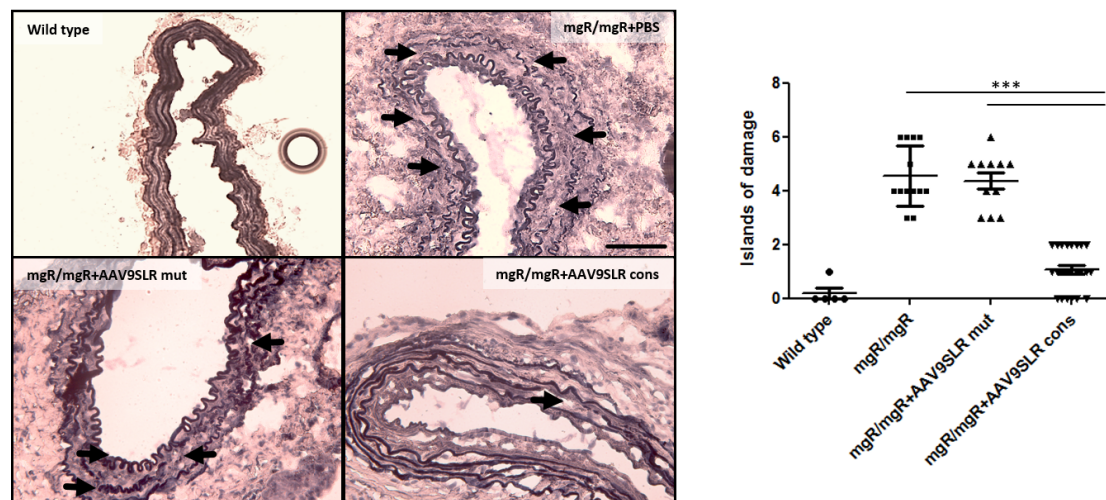 Wild type
mgR/mgR+PBS
mgR/mgR+AAV9SLR mut
mgR/mgR+AAV9SLR cons
***
Islands of damage
8
6
4
2
0
Wild type
mgR/mgR
mgR/mgR+AAV9SLR mut
mgR/mgR+AAV9SLR cons